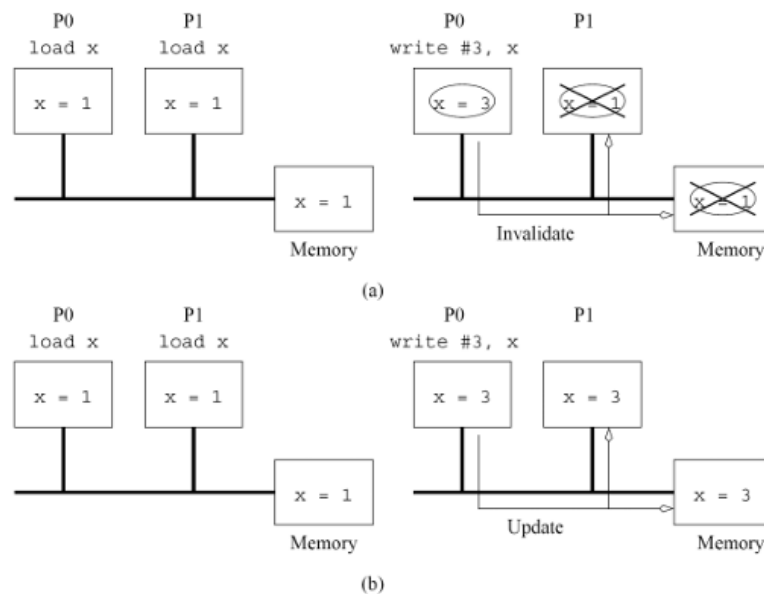 P0 P1 P0 P1
load x load x write #3, x
x = 1 x = 1 x = 3 x = 1
x = 1 x = 1
Invalidate
Memory Memory
(a)
P0 P1 P0 P1
load x load x write #3, x
x = 1 x = 1 x = 3 x = 3
x = 1 x = 3
Update
Memory Memory
(b)